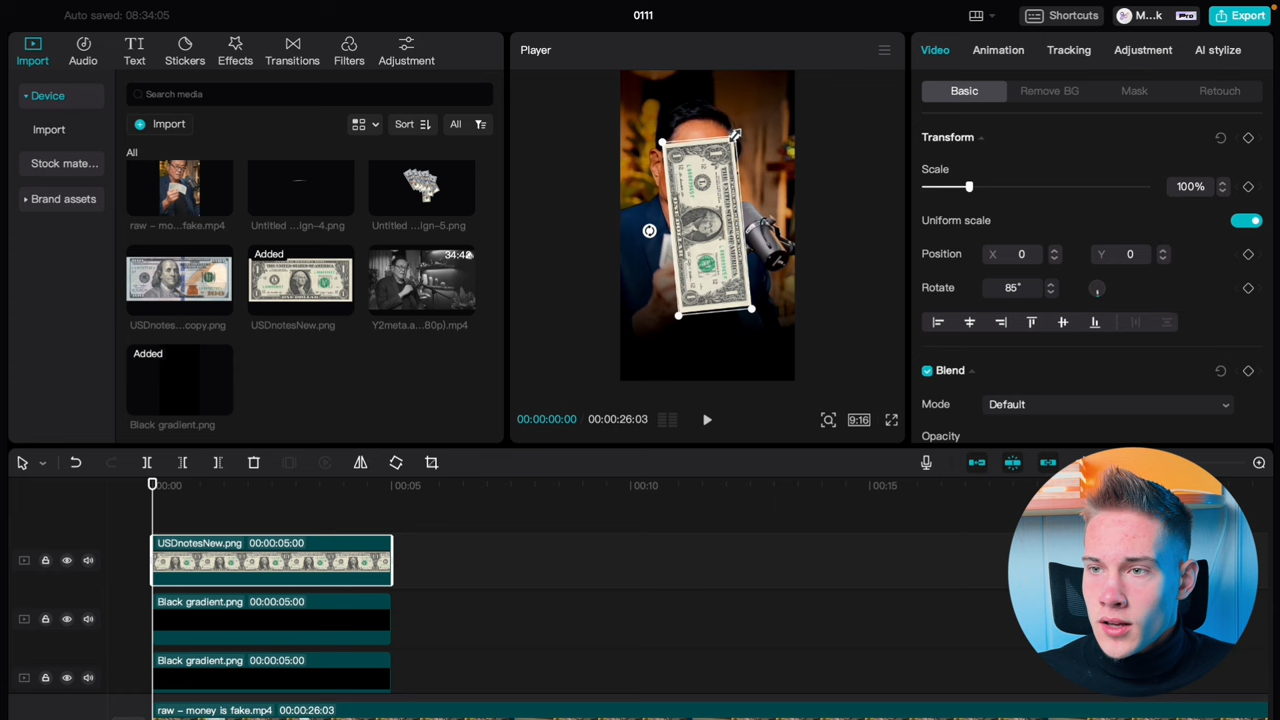 Auto saved: 08:34:05
0111
Shortcuts
M...k
Pro
Export
Import
Audio
Text
Stickers
Effects
Transitions
Filters
Adjustment
Player
Video
Animation
Tracking
Adjustment
AI stylize
Device
Import
Stock mate...
Brand assets
Search media
Import
Sort
All
All
raw – mo...fake.mp4
Untitled ...ign-4.png
Untitled ...ign-5.png
Added
34:42
USDnotes...copy.png
USDnotesNew.png
Y2meta.a...80p).mp4
Added
Black gradient.png
00:00:00:00
00:00:26:03
9:16
Basic
Remove BG
Mask
Retouch
Transform
Scale
100%
Uniform scale
Position
X
0
Y
0
Rotate
85°
Blend
Mode
Default
Opacity
00:00
00:05
00:10
00:15
USDnotesNew.png 00:00:05:00
Black gradient.png 00:00:05:00
Black gradient.png 00:00:05:00
raw – money is fake.mp4 00:00:26:03